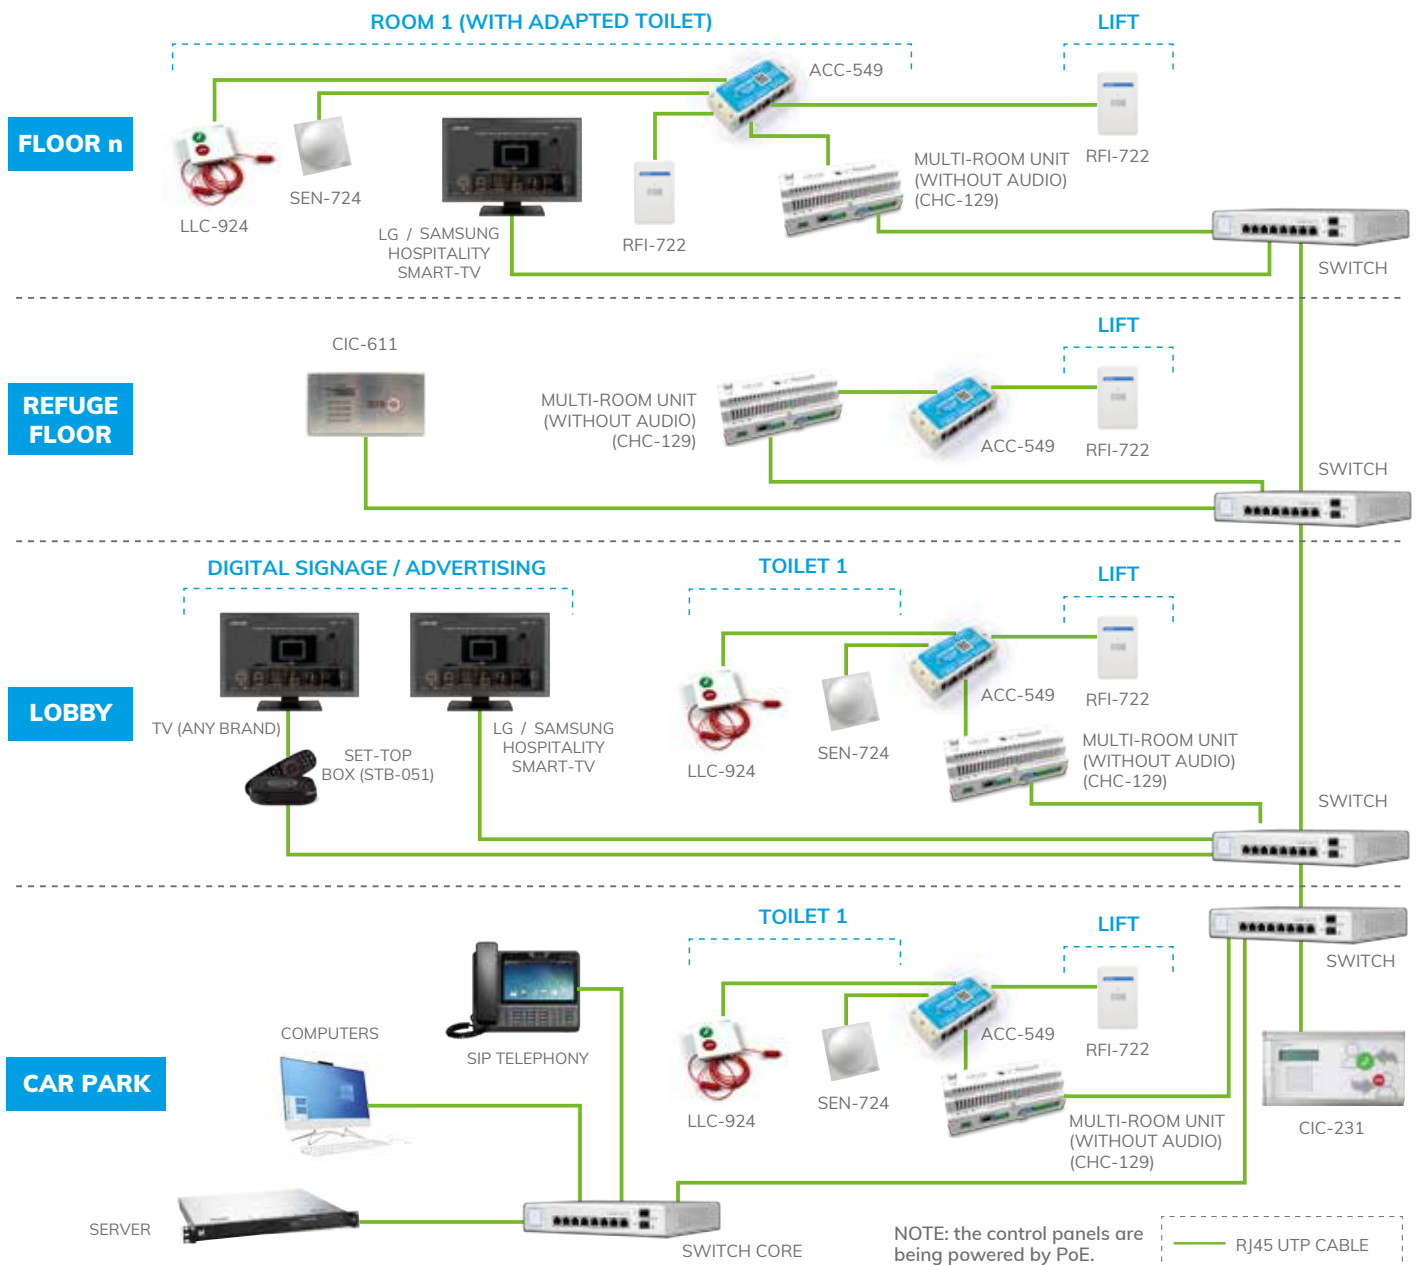 ROOM 1 (WITH ADAPTED TOILET)
LIFT
ACC-549
FLOOR n
LLC-924
SEN-724
LG / SAMSUNG
HOSPITALITY
SMART-TV
RFI-722
MULTI-ROOM UNIT
(WITHOUT AUDIO)
(CHC-129)
RFI-722
SWITCH
LIFT
CIC-611
REFUGE
FLOOR
MULTI-ROOM UNIT
(WITHOUT AUDIO)
(CHC-129)
ACC-549
RFI-722
SWITCH
DIGITAL SIGNAGE / ADVERTISING
TOILET 1
LIFT
LOBBY
TV (ANY BRAND)
SET-TOP
BOX (STB-051)
LG / SAMSUNG
HOSPITALITY
SMART-TV
LLC-924
SEN-724
ACC-549
RFI-722
MULTI-ROOM UNIT
(WITHOUT AUDIO)
(CHC-129)
SWITCH
TOILET 1
LIFT
SWITCH
CAR PARK
COMPUTERS
SIP TELEPHONY
LLC-924
SEN-724
ACC-549
RFI-722
MULTI-ROOM UNIT
(WITHOUT AUDIO)
(CHC-129)
CIC-231
SERVER
SWITCH CORE
NOTE: the control panels are
being powered by PoE.
RJ45 UTP CABLE